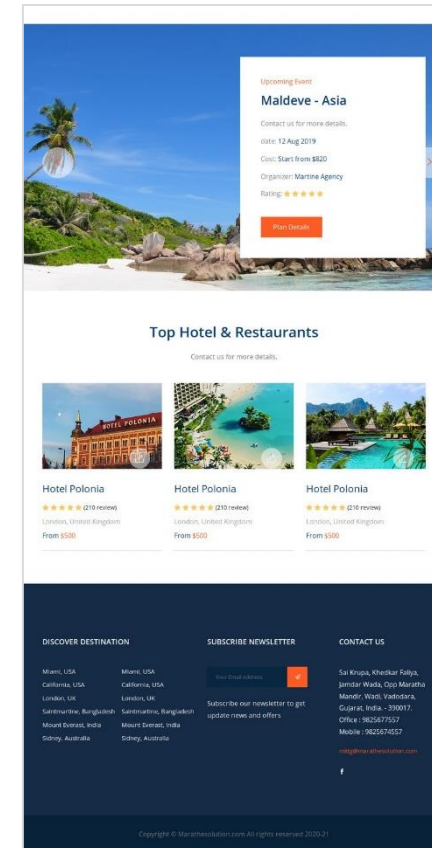 Upcoming Event
Maldeve - Asia
Contact us for more details.
date: 12 Aug 2019
Cost: Start from $820
Organizer: Martine Agency
Rating:
Plan Details
Top Hotel & Restaurants
Contact us for more details.
HOTEL POLONIA
Hotel Polonia
(210 review)
London, United Kingdom
From $500
Hotel Polonia
(210 review)
London, United Kingdom
From $500
Hotel Polonia
(210 review)
London, United Kingdom
From $500
DISCOVER DESTINATION
Miami, USA
California, USA
London, UK
Saintmartine, Bangladesh
Mount Everast, India
Sidney, Australia
Miami, USA
California, USA
London, UK
Saintmartine, Bangladesh
Mount Everast, India
Sidney, Australia
SUBSCRIBE NEWSLETTER
Your Email address
Subscribe our newsletter to get
update news and offers
CONTACT US
Sai Krupa, Khedkar Faliya,
Jamdar Wada, Opp Maratha
Mandir, Wadi, Vadodara,
Gujarat, India. - 390017.
Office : 9825677557
Mobile : 9825674557
mktg@marathesolution.com
Copyright © Marathesolution.com All rights reserved 2020-21